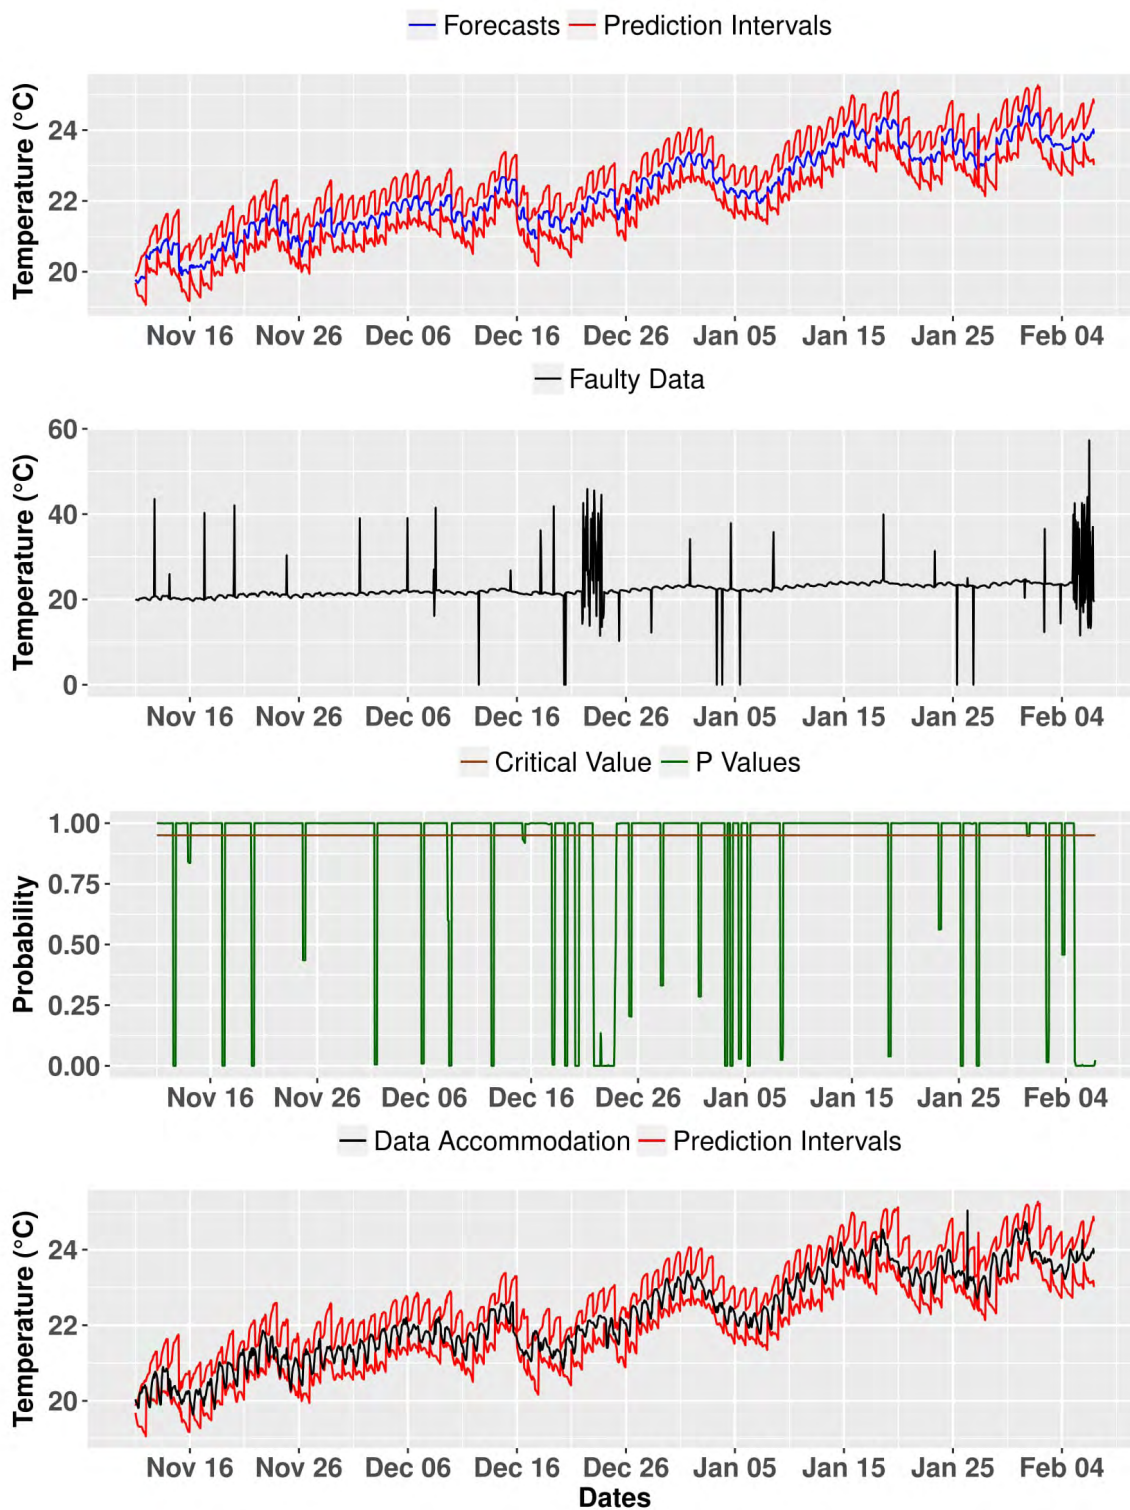 Forecasts Prediction Intervals
Temperature (°C)
24
22
20
Nov 16 Nov 26 Dec 06 Dec 16 Dec 26 Jan 05 Jan 15 Jan 25 Feb 04
Faulty Data
Temperature (°C)
60
40
20
0
Nov 16 Nov 26 Dec 06 Dec 16 Dec 26 Jan 05 Jan 15 Jan 25 Feb 04
Critical Value P Values
Probability
1.00
0.75
0.50
0.25
0.00
Nov 16 Nov 26 Dec 06 Dec 16 Dec 26 Jan 05 Jan 15 Jan 25 Feb 04
Data Accommodation Prediction Intervals
Temperature (°C)
24
22
20
Nov 16 Nov 26 Dec 06 Dec 16 Dec 26 Jan 05 Jan 15 Jan 25 Feb 04
Dates